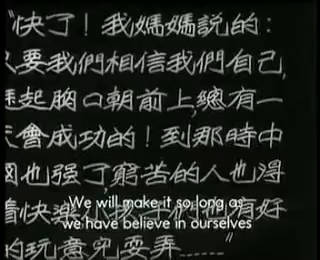 "快了！我媽媽説的：
要我們相信我們自己,
起胸口朝前上,總有一
會成功的！到那時中
也强了,窮苦的人也得
着快樂,小孩子們也有好
的玩意兒耍弄……"
We will make it so long as
we have believe in ourselves